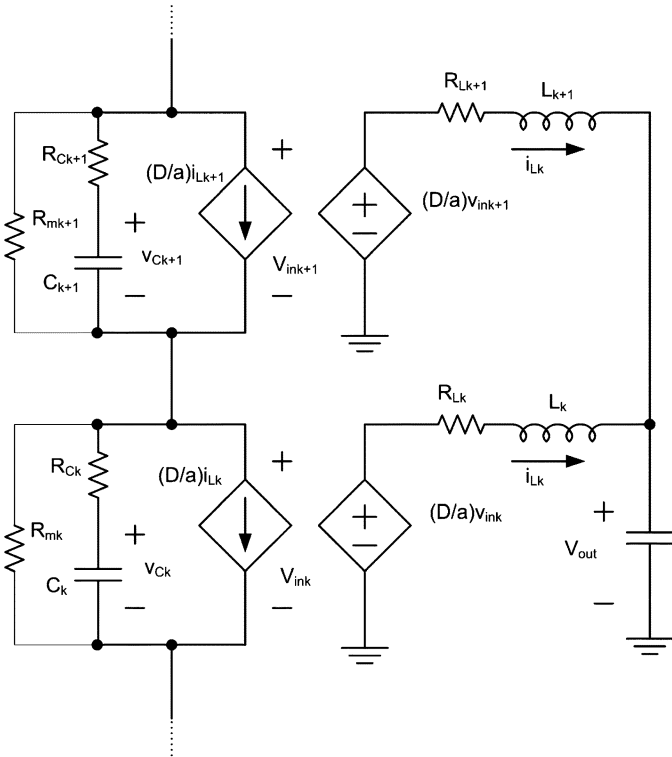 R_Lk+1
L_k+1
R_Ck+1
+
(D/a)i_Lk+1
i_Lk
R_mk+1
+
v_Ck+1
+
−
(D/a)v_ink+1
C_k+1
−
V_ink+1
−
R_Lk
L_k
R_Ck
(D/a)i_Lk
+
i_Lk
R_mk
+
v_Ck
+
−
(D/a)v_ink
+
C_k
−
V_ink
−
V_out
−